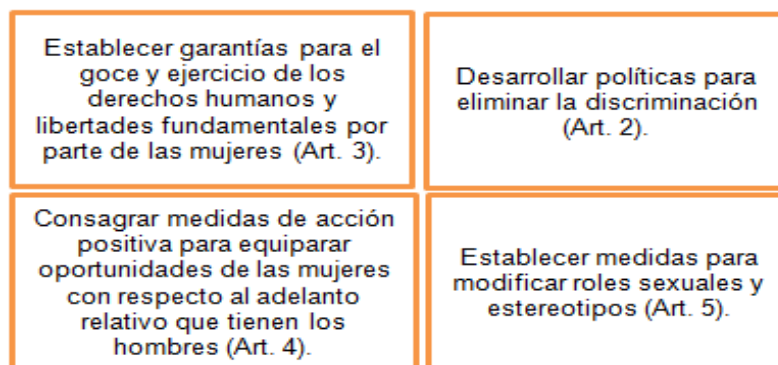 Establecer garantías para el
goce y ejercicio de los
derechos humanos y
libertades fundamentales por
parte de las mujeres (Art. 3).
Desarrollar políticas para
eliminar la discriminación
(Art. 2).
Consagrar medidas de acción
positiva para equiparar
oportunidades de las mujeres
con respecto al adelanto
relativo que tienen los
hombres (Art. 4).
Establecer medidas para
modificar roles sexuales y
estereotipos (Art. 5).